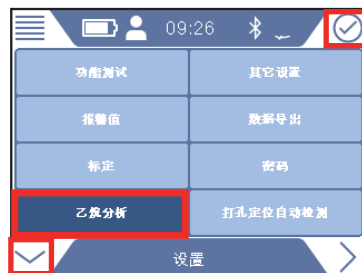 09:26
功能测试 其它设置
报警值 数据导出
标定 密码
乙炔分析 打孔定位自动检测
设置